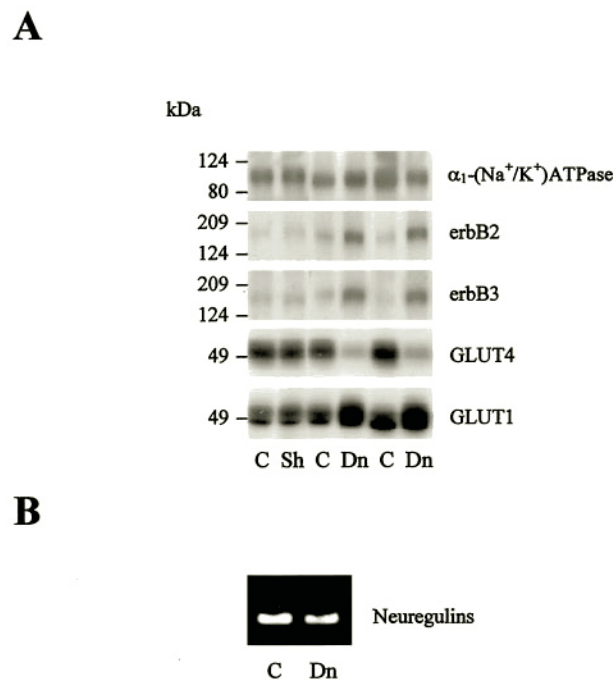 A
kDa
124
80
α₁-(Na⁺/K⁺)ATPase
209
124
erbB2
209
124
erbB3
49
GLUT4
49
GLUT1
C Sh C Dn C Dn
B
Neuregulins
C Dn